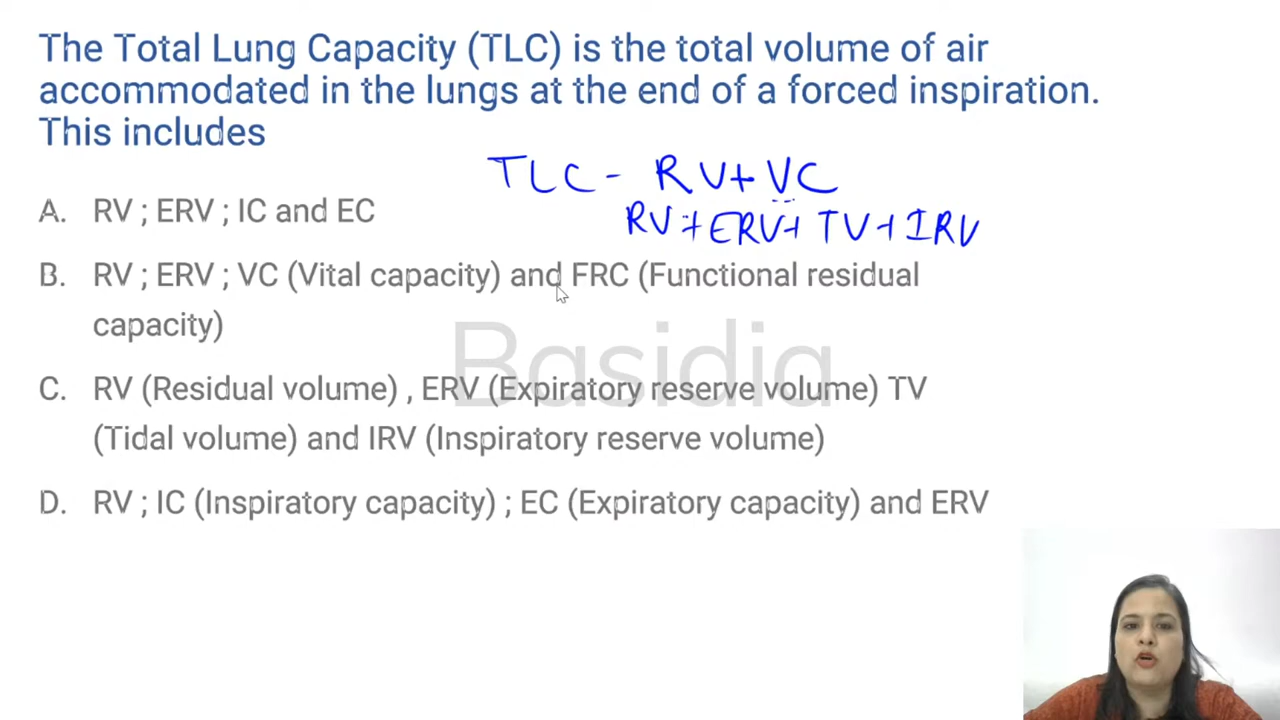 The Total Lung Capacity (TLC) is the total volume of air
accommodated in the lungs at the end of a forced inspiration.
This includes
TLC - RV+VC
A. RV ; ERV ; IC and EC
RV+ERV+ TV+IRV
B. RV ; ERV ; VC (Vital capacity) and FRC (Functional residual
capacity)
Basidia
C. RV (Residual volume) , ERV (Expiratory reserve volume) TV
(Tidal volume) and IRV (Inspiratory reserve volume)
D. RV ; IC (Inspiratory capacity) ; EC (Expiratory capacity) and ERV